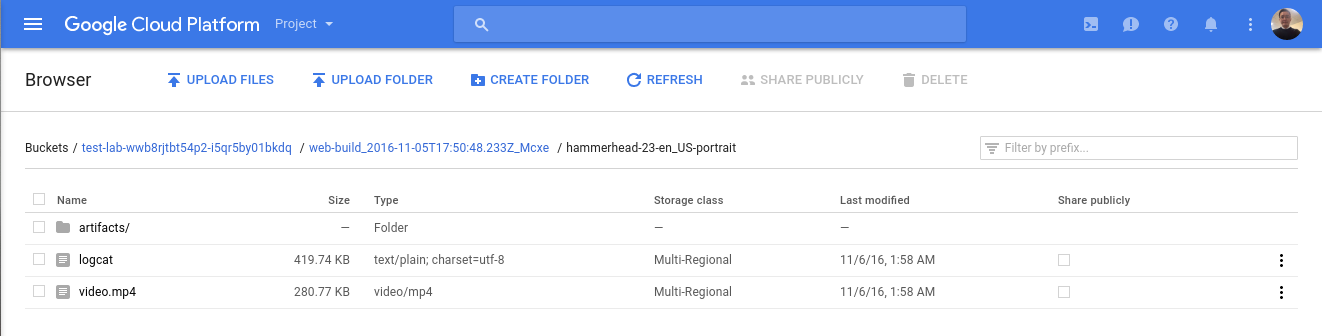 Google Cloud Platform Project
Browser UPLOAD FILES UPLOAD FOLDER CREATE FOLDER REFRESH SHARE PUBLICLY DELETE
Buckets / test-lab-wwb8rjtbt54p2-i5qr5by01bkdq / web-build_2016-11-05T17:50:48.233Z_Mcxe / hammerhead-23-en_US-portrait Filter by prefix...
Name Size Type Storage class Last modified Share publicly
artifacts/ — Folder — —
logcat 419.74 KB text/plain; charset=utf-8 Multi-Regional 11/6/16, 1:58 AM
video.mp4 280.77 KB video/mp4 Multi-Regional 11/6/16, 1:58 AM